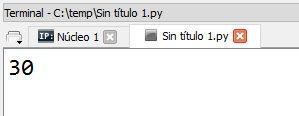 Terminal - C:\temp\Sin título 1.py
IP: Núcleo 1 Sin título 1.py
30